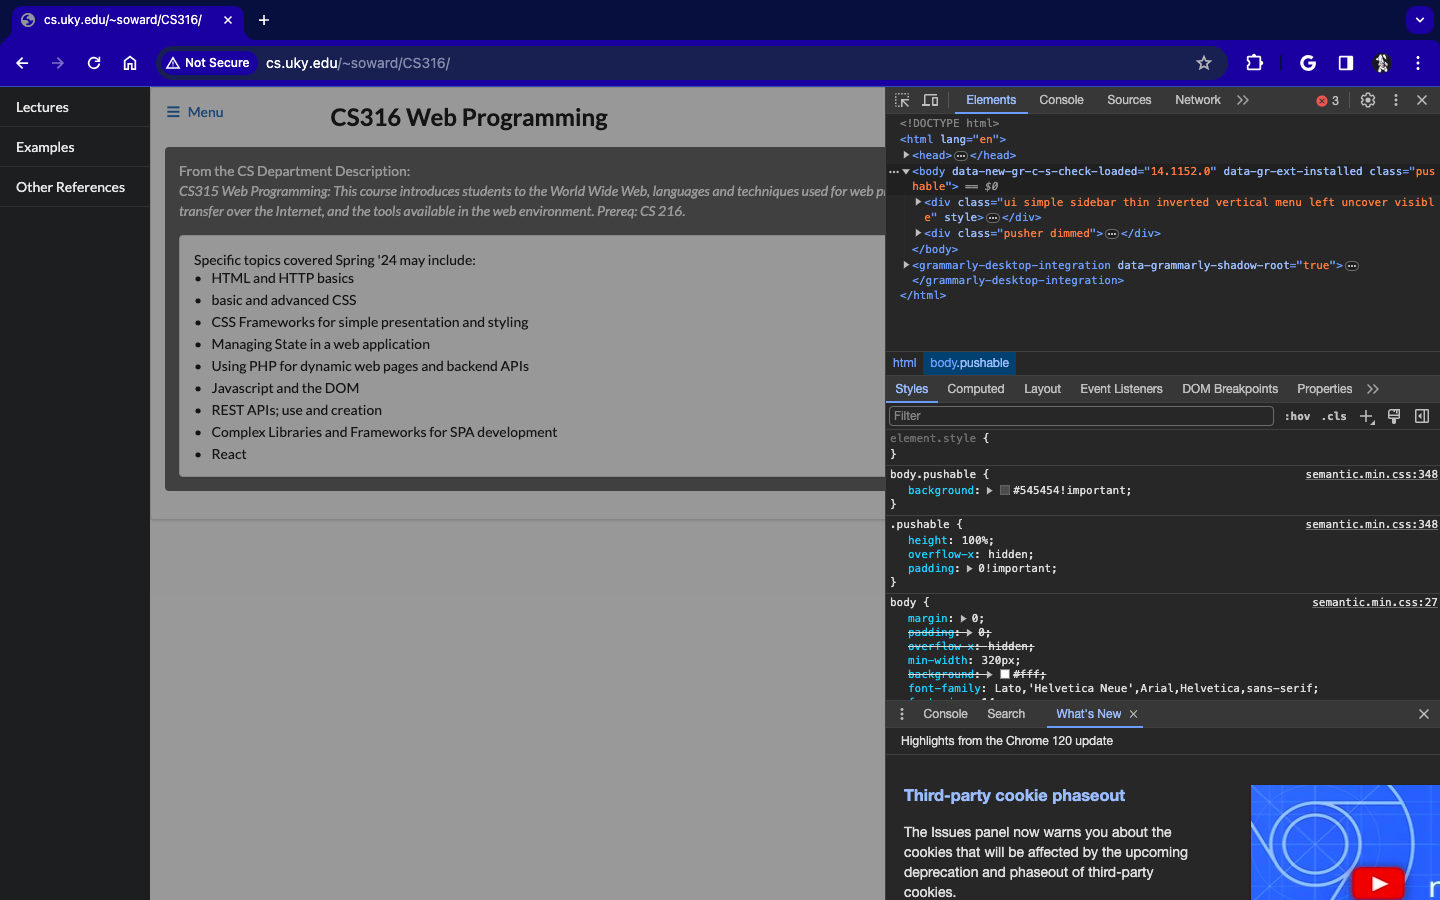 cs.uky.edu/~soward/CS316/
Not Secure
cs.uky.edu/~soward/CS316/
Lectures
Examples
Other References
Menu
CS316 Web Programming
From the CS Department Description:
CS315 Web Programming: This course introduces students to the World Wide Web, languages and techniques used for web p
transfer over the Internet, and the tools available in the web environment. Prereq: CS 216.
Specific topics covered Spring '24 may include:
HTML and HTTP basics
basic and advanced CSS
CSS Frameworks for simple presentation and styling
Managing State in a web application
Using PHP for dynamic web pages and backend APIs
Javascript and the DOM
REST APIs; use and creation
Complex Libraries and Frameworks for SPA development
React
Elements Console Sources Network 3
<!DOCTYPE html>
<html lang="en">
<head> </head>
<body data-new-gr-c-s-check-loaded="14.1152.0" data-gr-ext-installed class="pus
hable"> == $0
<div class="ui simple sidebar thin inverted vertical menu left uncover visibl
e" style> </div>
<div class="pusher dimmed"> </div>
</body>
<grammarly-desktop-integration data-grammarly-shadow-root="true">
</grammarly-desktop-integration>
</html>
html body.pushable
Styles Computed Layout Event Listeners DOM Breakpoints Properties
Filter :hov .cls
element.style {
}
body.pushable { semantic.min.css:348
background: #545454!important;
}
.pushable { semantic.min.css:348
height: 100%;
overflow-x: hidden;
padding: 0!important;
}
body { semantic.min.css:27
margin: 0;
padding: 0;
overflow-x: hidden;
min-width: 320px;
background: #fff;
font-family: Lato,'Helvetica Neue',Arial,Helvetica,sans-serif;
Console Search What's New
Highlights from the Chrome 120 update
Third-party cookie phaseout
The Issues panel now warns you about the
cookies that will be affected by the upcoming
deprecation and phaseout of third-party
cookies.